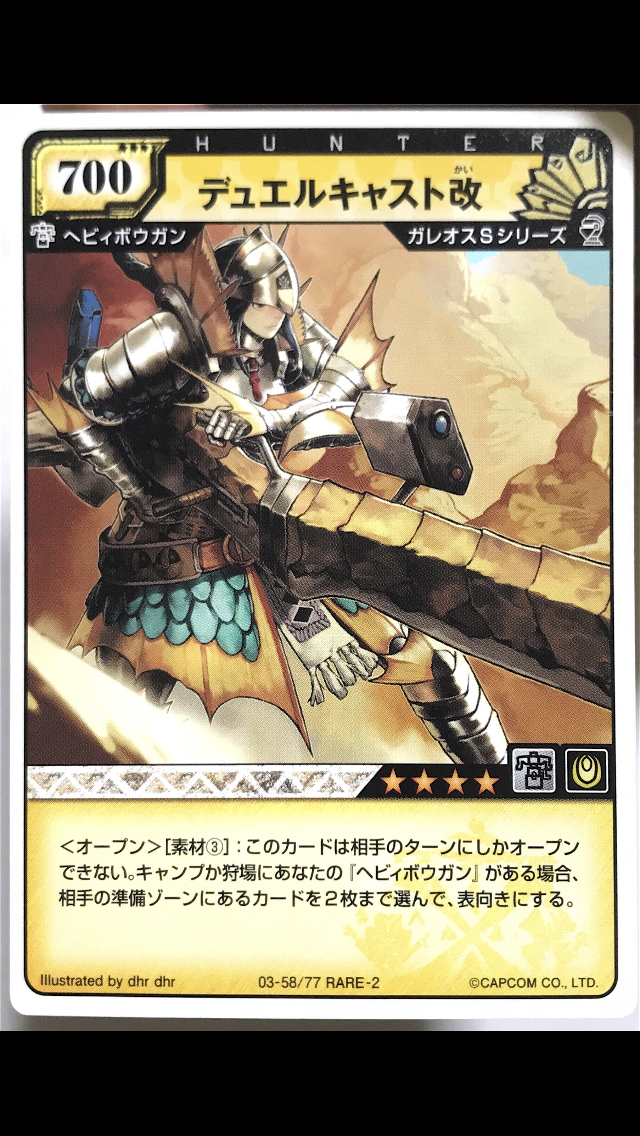 HUNTER
700
かい
デュエルキャスト改
ヘビィボウガン
ガレオスSシリーズ
★★★★
<オープン>[素材③]:このカードは相手のターンにしかオープン
できない。キャンプか狩場にあなたの『ヘビィボウガン』がある場合、
相手の準備ゾーンにあるカードを2枚まで選んで、表向きにする。
Illustrated by dhr dhr
03-58/77 RARE-2
©CAPCOM CO., LTD.